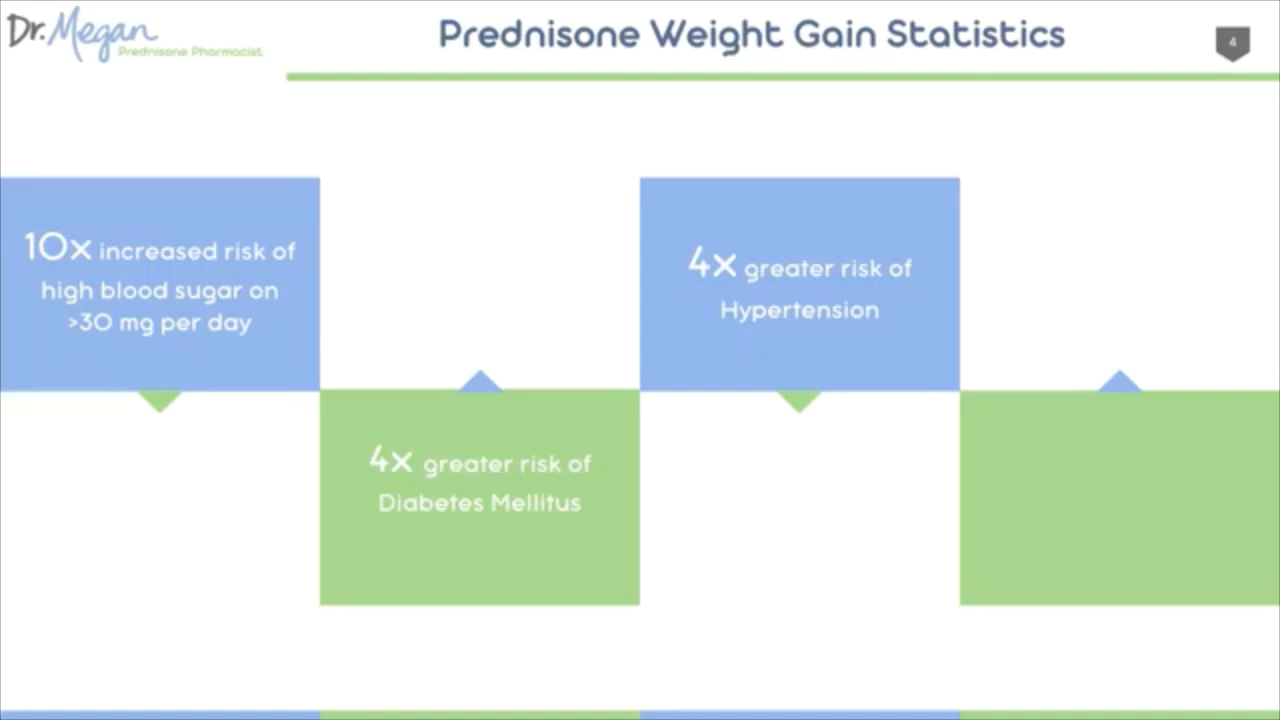 Dr. Megan
Prednisone Pharmacist
Prednisone Weight Gain Statistics
4
10x increased risk of
high blood sugar on
>30 mg per day
4x greater risk of
Diabetes Mellitus
4x greater risk of
Hypertension